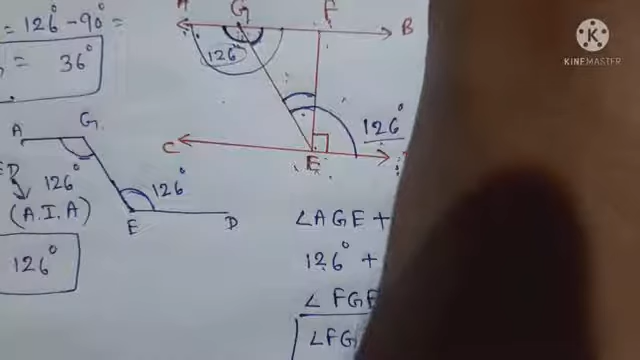 = 126° - 90° =
= 36°
A G F B
126°
C E
126°
A G
126°
126°
(A.I.A)
E D
126°
∠AGE +
126° +
∠FGE
∠FG
KINEMASTER